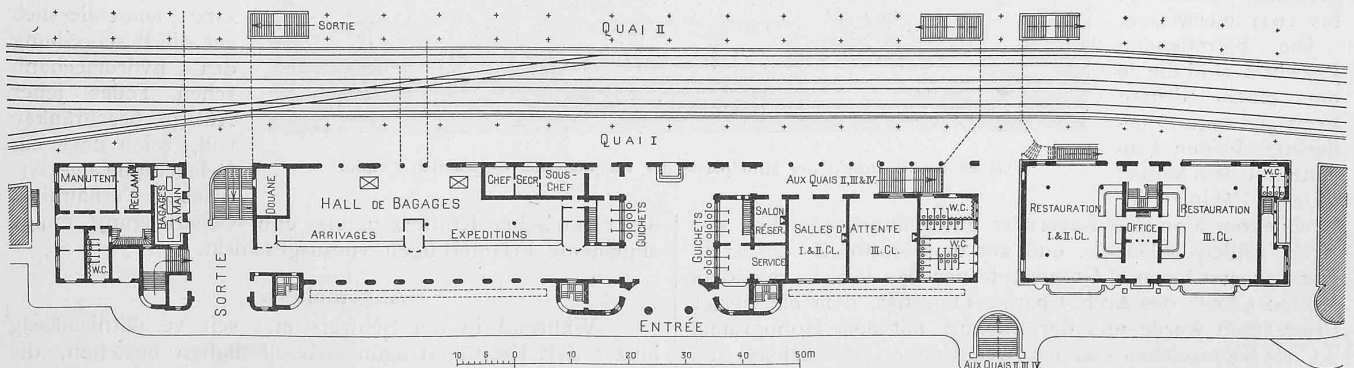 SORTIE
QUAI II
QUAI I
MANUTENT.
RECLAM.
BAGAGES
À MAIN
W.C.
SORTIE
DOUANE
HALL DE BAGAGES
ARRIVAGES
EXPEDITIONS
CHEF
SECR
SOUS-
CHEF
GUICHETS
GUICHETS
ENTRÉE
SALON
RÉSER.
SERVICE
AUX QUAIS II, III & IV
SALLES D'ATTENTE
I. & II. CL.
III. CL.
W.C.
W.C.
RESTAURATION
I. & II. CL.
OFFICE
RESTAURATION
III. CL.
W.C.
AUX QUAIS II III IV
10 5 0 10 20 30 40 50M